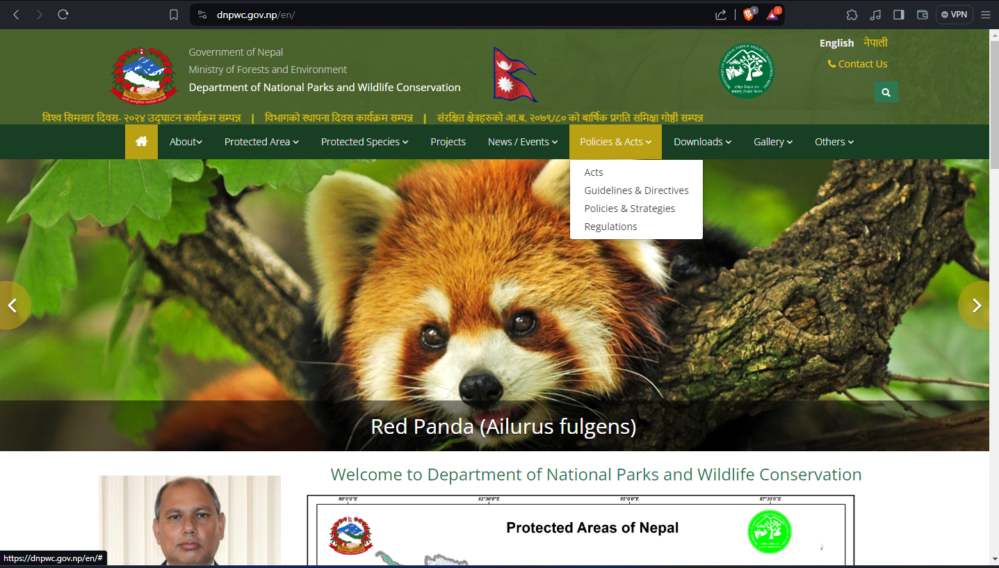 dnpwc.gov.np/en/
1
1
VPN
Government of Nepal
Ministry of Forests and Environment
Department of National Parks and Wildlife Conservation
English नेपाली
Contact Us
विश्व सिमसार दिवस- २०२४ उद्घाटन कार्यक्रम सम्पन्न | विभागको स्थापना दिवस कार्यक्रम सम्पन्न | संरक्षित क्षेत्रहरुको आ.ब. २०७९/८० को बार्षिक प्रगति समिक्षा गोष्ठी सम्पन्न
About Protected Area Protected Species Projects News / Events Policies & Acts Downloads Gallery Others
Acts
Guidelines & Directives
Policies & Strategies
Regulations
Red Panda (Ailurus fulgens)
Welcome to Department of National Parks and Wildlife Conservation
80°0'0"E 82°30'0"E 85°0'0"E 87°30'0"E
Protected Areas of Nepal
https://dnpwc.gov.np/en/#